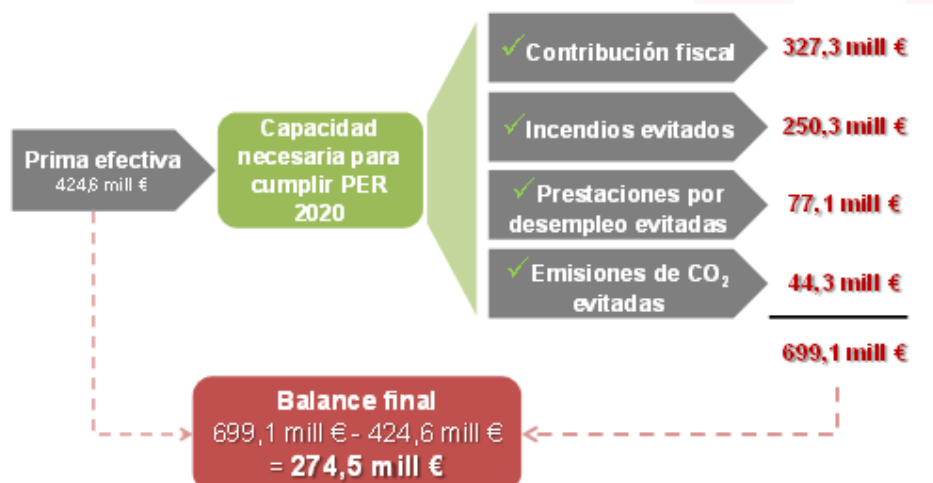 Prima efectiva
424,6 mill €
Capacidad
necesaria para
cumplir PER
2020
✓Contribución fiscal
327,3 mill €
✓Incendios evitados
250,3 mill €
✓Prestaciones por
desempleo evitadas
77,1 mill €
✓Emisiones de CO₂
evitadas
44,3 mill €
699,1 mill €
Balance final
699,1 mill € - 424,6 mill €
= 274,5 mill €